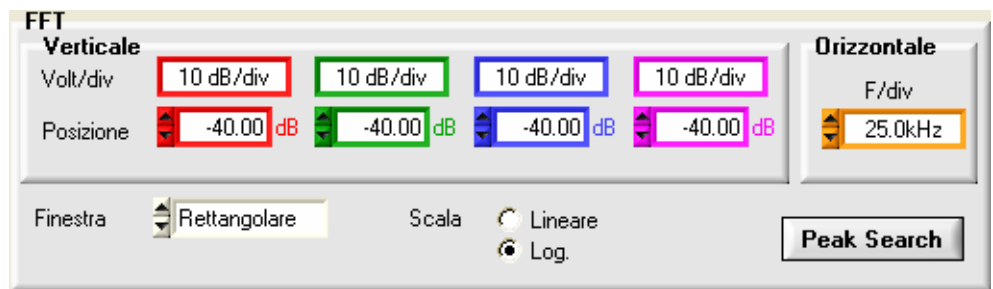 FFT
Verticale
Orizzontale
Volt/div 10 dB/div 10 dB/div 10 dB/div 10 dB/div
F/div
Posizione -40.00 dB -40.00 dB -40.00 dB -40.00 dB
25.0kHz
Finestra Rettangolare Scala Lineare
Log.
Peak Search